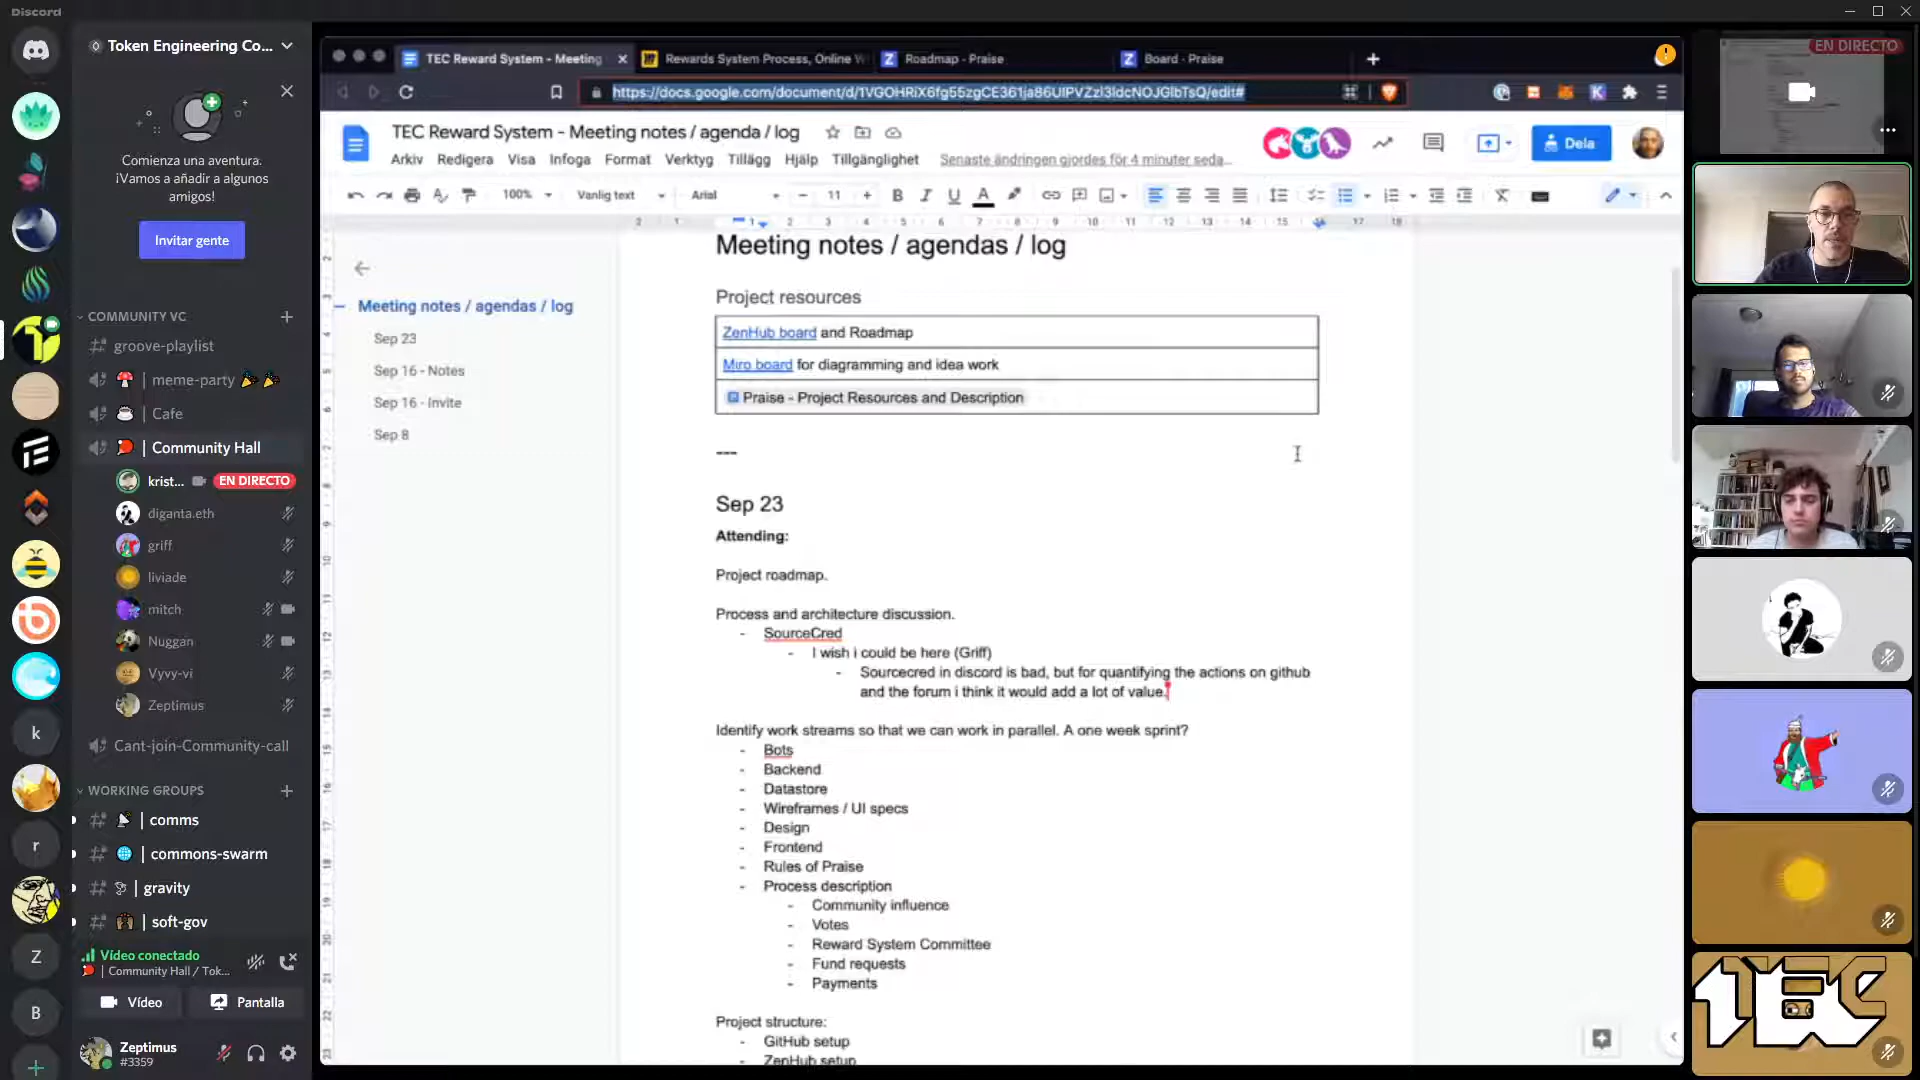 Discord
Token Engineering Co...
Comienza una aventura.
¡Vamos a añadir a algunos
amigos!
Invitar gente
COMMUNITY VC
groove-playlist
| meme-party
| Cafe
| Community Hall
krist... EN DIRECTO
diganta.eth
griff
liviade
mitch
Nuggan
Vyvy-vi
Zeptimus
Cant-join-Community-call
WORKING GROUPS
| comms
| commons-swarm
| gravity
| soft-gov
Vídeo conectado
| Community Hall / Tok...
Vídeo
Pantalla
Zeptimus
#3359
k
r
Z
B
TEC Reward System - Meeting
Rewards System Process, Online W
Roadmap - Praise
Board - Praise
TEC Reward System - Meeting notes / agenda / log
Arkiv Redigera Visa Infoga Format Verktyg Tillägg Hjälp Tillgänglighet
Senaste ändringen gjordes för 4 minuter seda...
Dela
100% Vanlig text Arial 11
Meeting notes / agendas / log
Sep 23
Sep 16 - Notes
Sep 16 - Invite
Sep 8
Meeting notes / agendas / log
Project resources
ZenHub board and Roadmap
Miro board for diagramming and idea work
Praise - Project Resources and Description
---
Sep 23
Attending:
Project roadmap.
Process and architecture discussion.
- SourceCred
- I wish i could be here (Griff)
- Sourcecred in discord is bad, but for quantifying the actions on github
and the forum i think it would add a lot of value.
Identify work streams so that we can work in parallel. A one week sprint?
- Bots
- Backend
- Datastore
- Wireframes / UI specs
- Design
- Frontend
- Rules of Praise
- Process description
- Community influence
- Votes
- Reward System Committee
- Fund requests
- Payments
Project structure:
- GitHub setup
- ZenHub setup
EN DIRECTO
TEC